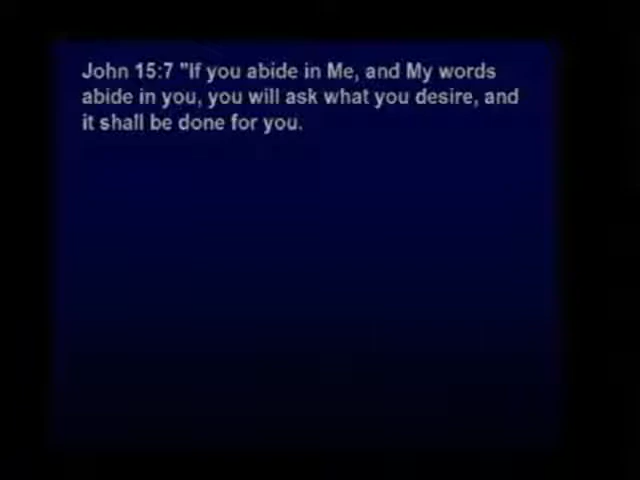 John 15:7 "If you abide in Me, and My words
abide in you, you will ask what you desire, and
it shall be done for you.